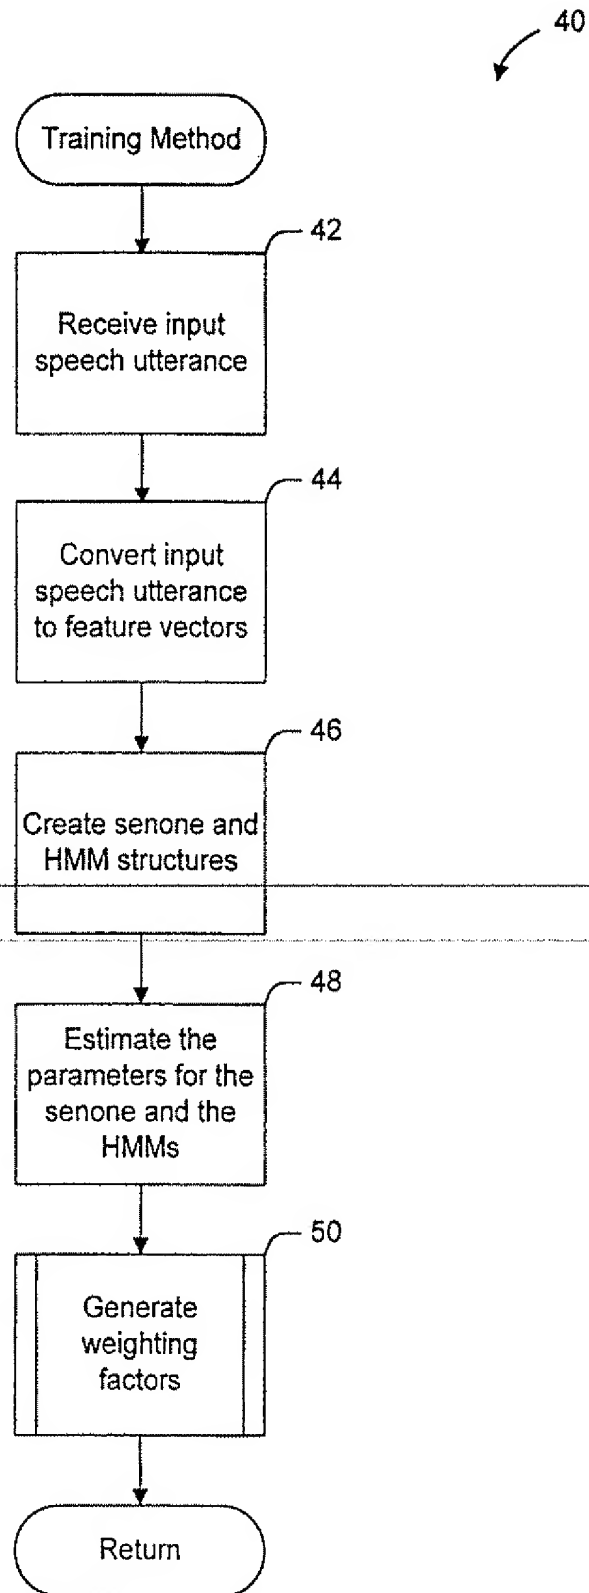 40
Training Method
42
Receive input
speech utterance
44
Convert input
speech utterance
to feature vectors
46
Create senone and
HMM structures
48
Estimate the
parameters for the
senone and the
HMMs
50
Generate
weighting
factors
Return